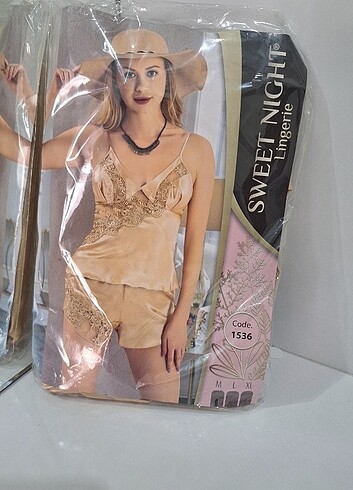 SWEET NIGHT®
Lingerie
Code.
1536
M L XL